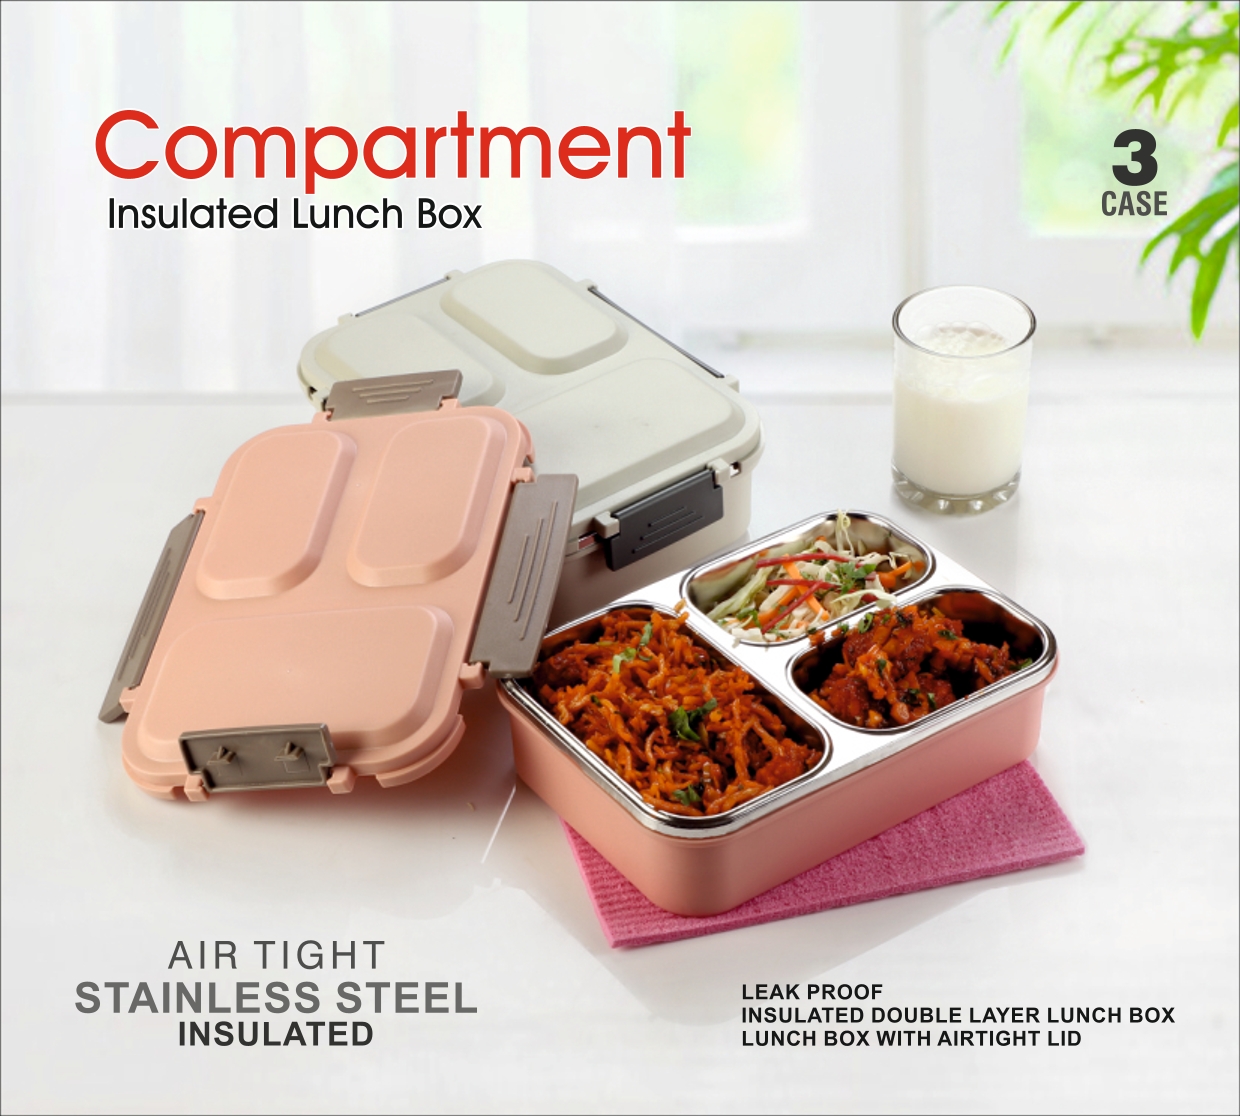 Compartment
Insulated Lunch Box
3
CASE
AIR TIGHT
STAINLESS STEEL
INSULATED
LEAK PROOF
INSULATED DOUBLE LAYER LUNCH BOX
LUNCH BOX WITH AIRTIGHT LID